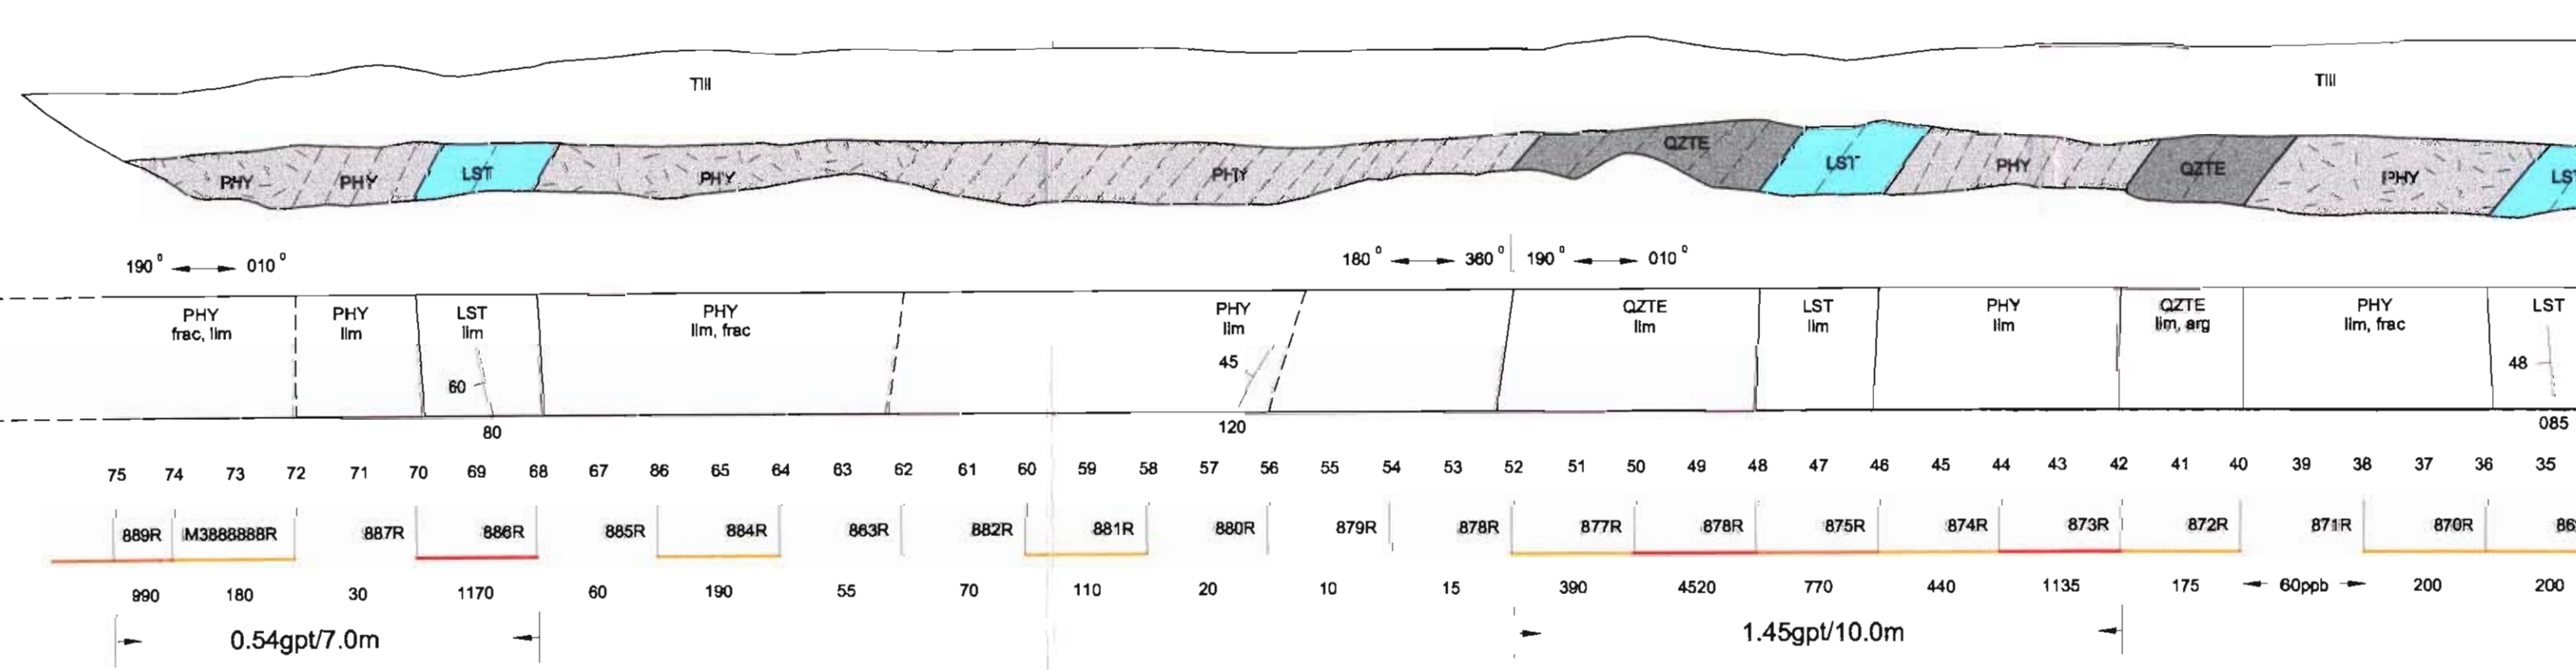 Till Till
PHY PHY LST PHY PHY QZTE LST PHY QZTE PHY LST
190° 010° 180° 360° 190° 010°
PHY PHY LST PHY PHY QZTE LST PHY QZTE PHY LST
frac, lim lim lim lim, frac lim lim lim lim lim, arg lim, frac
60 45 48
80 120 085
75 74 73 72 71 70 69 68 67 66 65 64 63 62 61 60 59 58 57 56 55 54 53 52 51 50 49 48 47 46 45 44 43 42 41 40 39 38 37 36 35
889R M3888888R 887R 886R 885R 884R 863R 882R 881R 880R 879R 878R 877R 878R 875R 874R 873R 872R 871R 870R 86
990 180 30 1170 60 190 55 70 110 20 10 15 390 4520 770 440 1135 175 60ppb 200 200
0.54gpt/7.0m 1.45gpt/10.0m